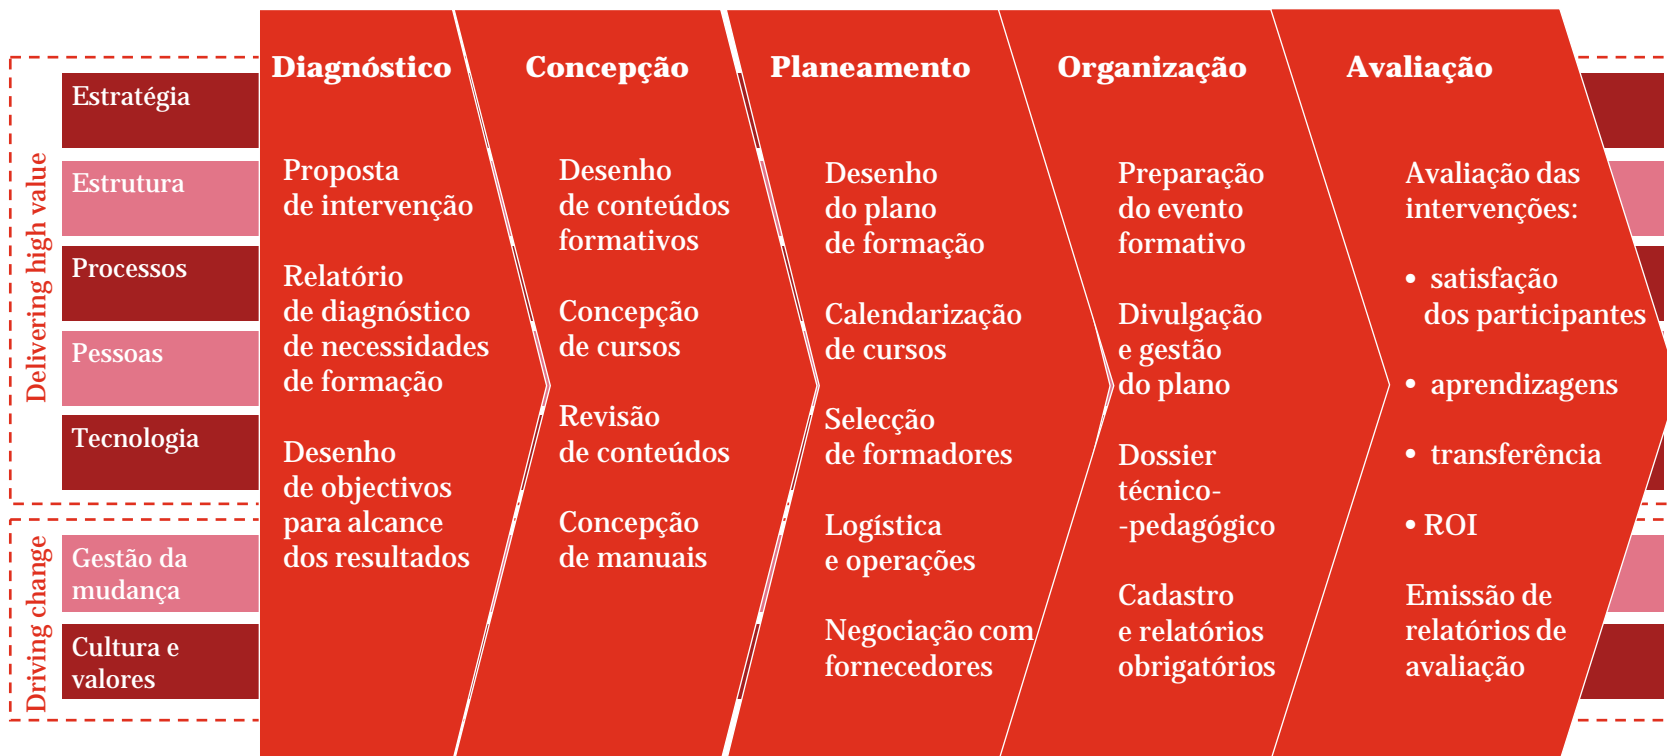 Delivering high value
Estratégia
Estrutura
Processos
Pessoas
Tecnologia
Driving change
Gestão da
mudança
Cultura e
valores
Diagnóstico
Proposta
de intervenção
Relatório
de diagnóstico
de necessidades
de formação
Desenho
de objectivos
para alcance
dos resultados
Concepção
Desenho
de conteúdos
formativos
Concepção
de cursos
Revisão
de conteúdos
Concepção
de manuais
Planeamento
Desenho
do plano
de formação
Calendarização
de cursos
Selecção
de formadores
Logística
e operações
Negociação com
fornecedores
Organização
Preparação
do evento
formativo
Divulgação
e gestão
do plano
Dossier
técnico-
-pedagógico
Cadastro
e relatórios
obrigatórios
Avaliação
Avaliação das
intervenções:
• satisfação
dos participantes
• aprendizagens
• transferência
• ROI
Emissão de
relatórios de
avaliação